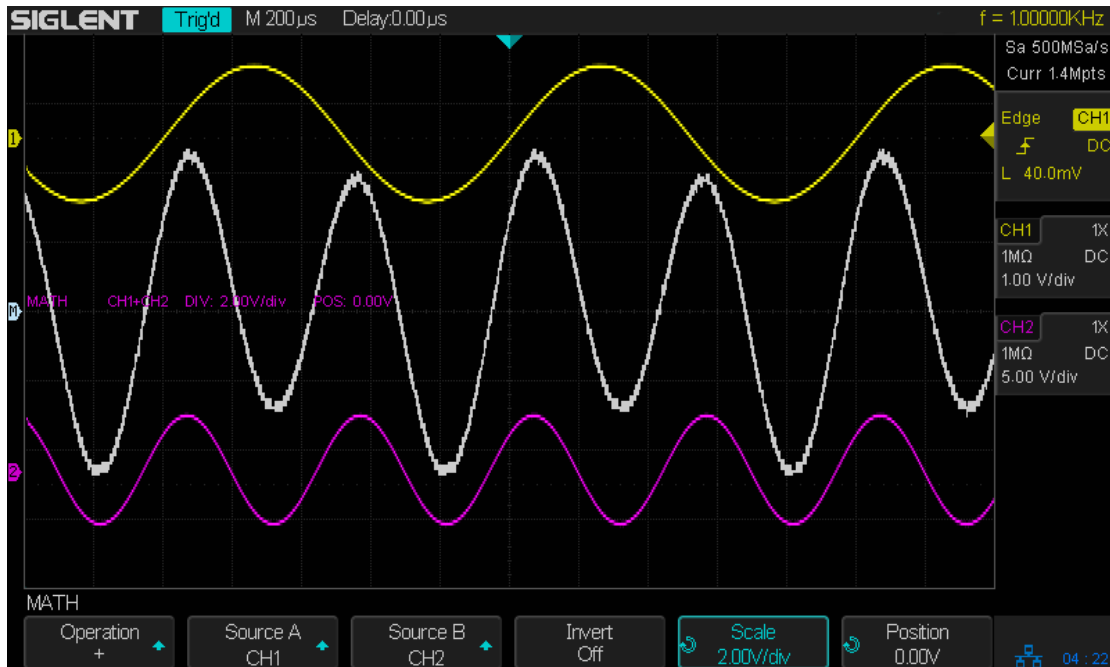 SIGLENT Trig'd M 200μs Delay:0.00μs f = 1.00000KHz
Sa 500MSa/s
Curr 1.4Mpts
Edge CH1
DC
L 40.0mV
1
CH1 1X
1MΩ DC
1.00 V/div
M
MATH CH1+CH2 DIV: 2.00V/div POS: 0.00V
CH2 1X
1MΩ DC
5.00 V/div
2
MATH
Operation Source A Source B Invert Scale Position
+ CH1 CH2 Off 2.00V/div 0.00V
04:22